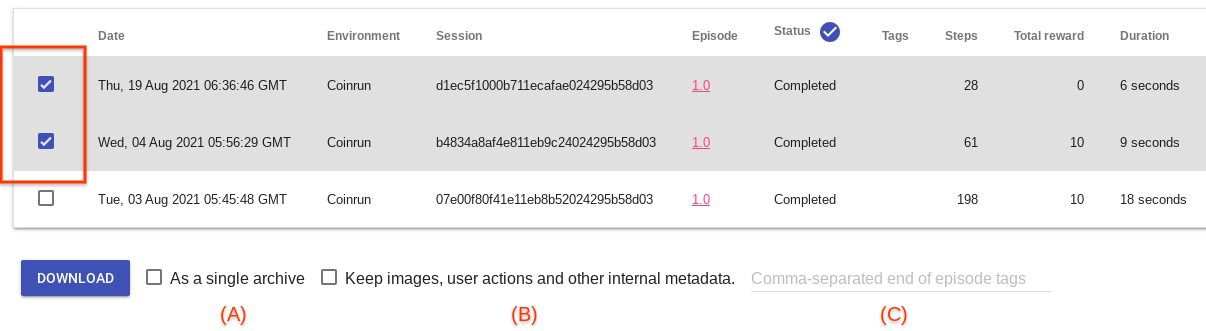 Date Environment Session Episode Status Tags Steps Total reward Duration
Thu, 19 Aug 2021 06:36:46 GMT Coinrun d1ec5f1000b711ecafae024295b58d03 1.0 Completed 28 0 6 seconds
Wed, 04 Aug 2021 05:56:29 GMT Coinrun b4834a8af4e811eb9c24024295b58d03 1.0 Completed 61 10 9 seconds
Tue, 03 Aug 2021 05:45:48 GMT Coinrun 07e00f80f41e11eb8b52024295b58d03 1.0 Completed 198 10 18 seconds
DOWNLOAD As a single archive Keep images, user actions and other internal metadata. Comma-separated end of episode tags
(A) (B) (C)